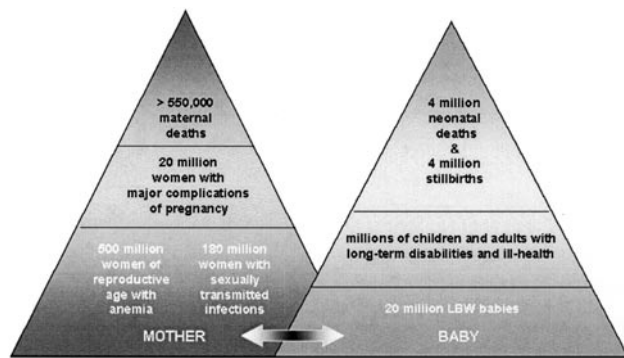 > 550,000
maternal
deaths
20 million
women with
major complications
of pregnancy
500 million
women of
reproductive
age with
anemia
180 million
women with
sexually
transmitted
infections
MOTHER
4 million
neonatal
deaths
&
4 million
stillbirths
millions of children and adults with
long-term disabilities and ill-health
20 million LBW babies
BABY